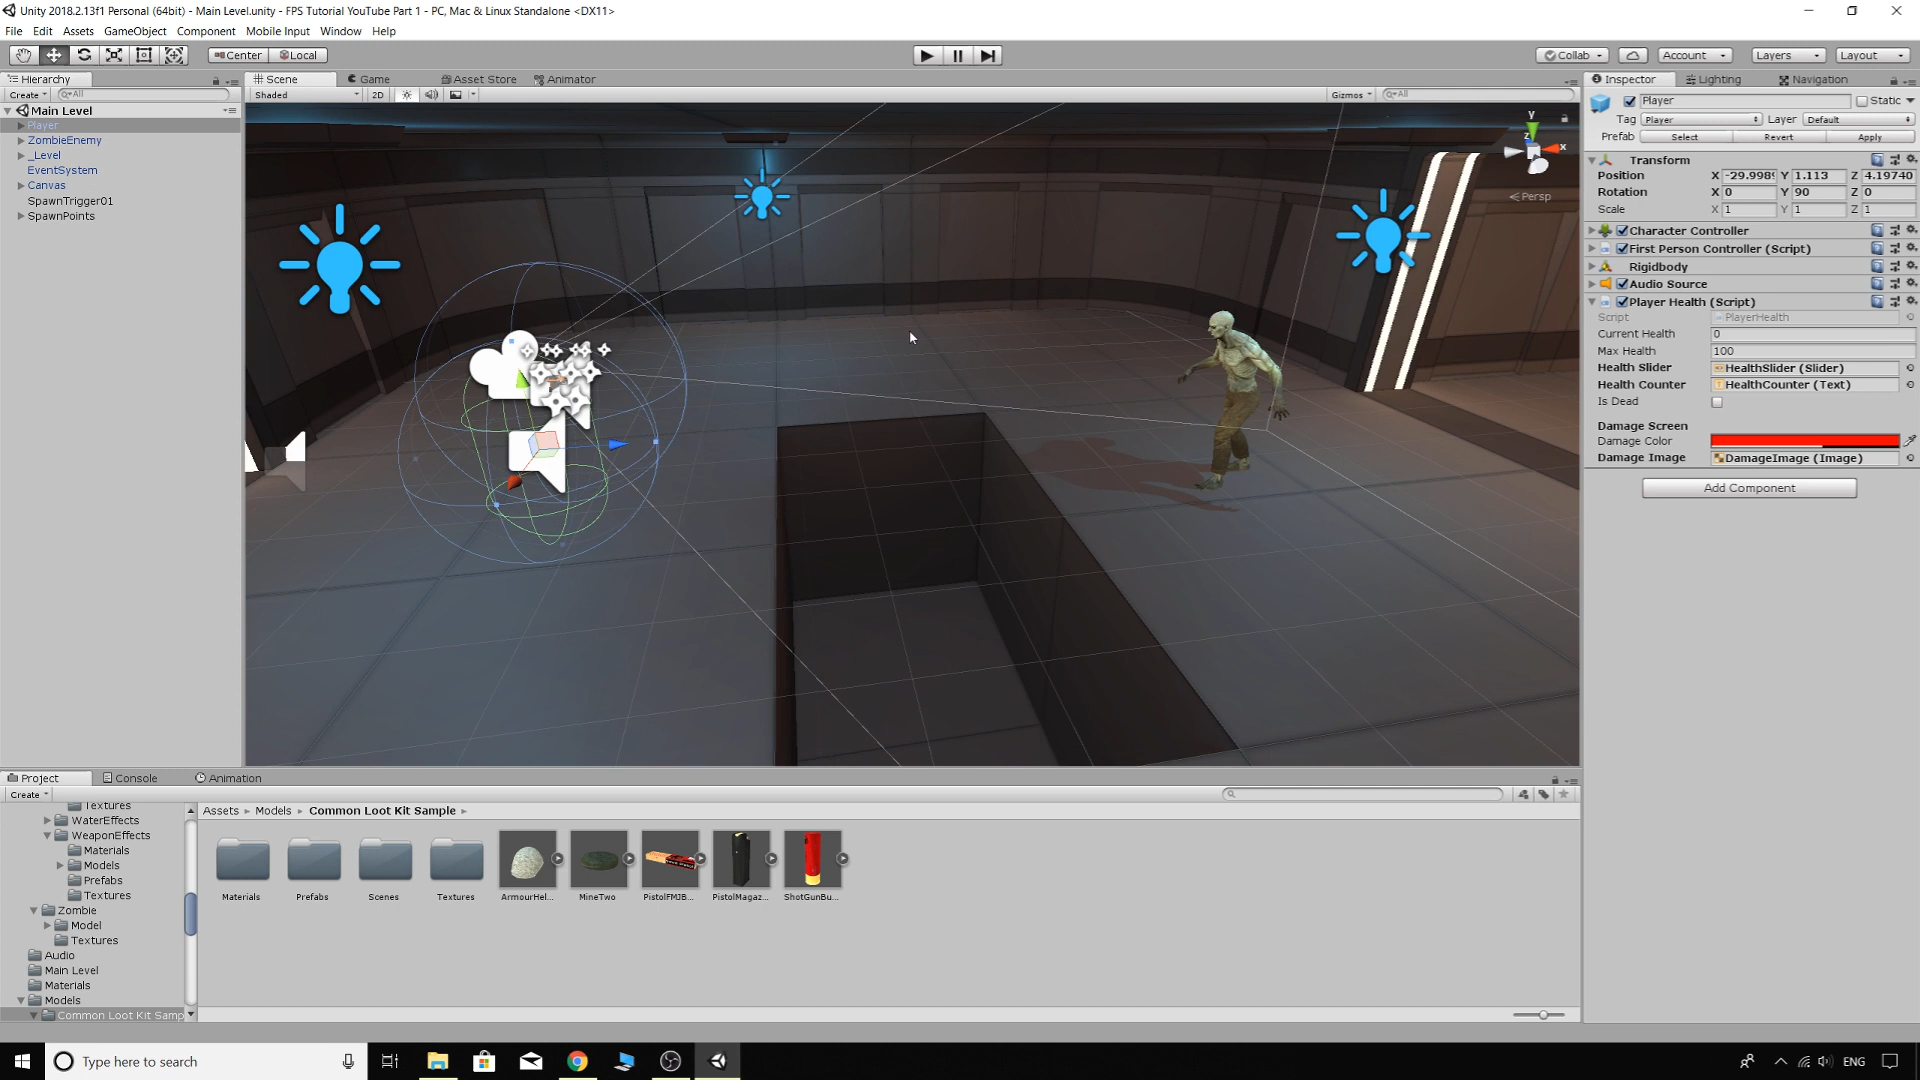 Unity 2018.2.13f1 Personal (64bit) - Main Level.unity - FPS Tutorial YouTube Part 1 - PC, Mac & Linux Standalone <DX11>
File Edit Assets GameObject Component Mobile Input Window Help
Center Local Collab Account Layers Layout
Hierarchy
Create All
Main Level
Player
ZombieEnemy
_Level
EventSystem
Canvas
SpawnTrigger01
SpawnPoints
Scene Game Asset Store Animator
Shaded 2D Gizmos All
y
z
x
Persp
Inspector Lighting Navigation
Player Static
Tag Player Layer Default
Prefab Select Revert Apply
Transform
Position X -29.998 Y 1.113 Z 4.19740
Rotation X 0 Y 90 Z 0
Scale X 1 Y 1 Z 1
Character Controller
First Person Controller (Script)
Rigidbody
Audio Source
Player Health (Script)
Script PlayerHealth
Current Health 0
Max Health 100
Health Slider HealthSlider (Slider)
Health Counter HealthCounter (Text)
Is Dead
Damage Screen
Damage Color
Damage Image DamageImage (Image)
Add Component
Project Console Animation
Create
Textures
WaterEffects
WeaponEffects
Materials
Models
Prefabs
Textures
Zombie
Model
Textures
Audio
Main Level
Materials
Models
Common Loot Kit Samp
Assets Models Common Loot Kit Sample
Materials Prefabs Scenes Textures ArmourHel... MineTwo PistolFMJB... PistolMagaz... ShotGunBu...
Type here to search
ENG